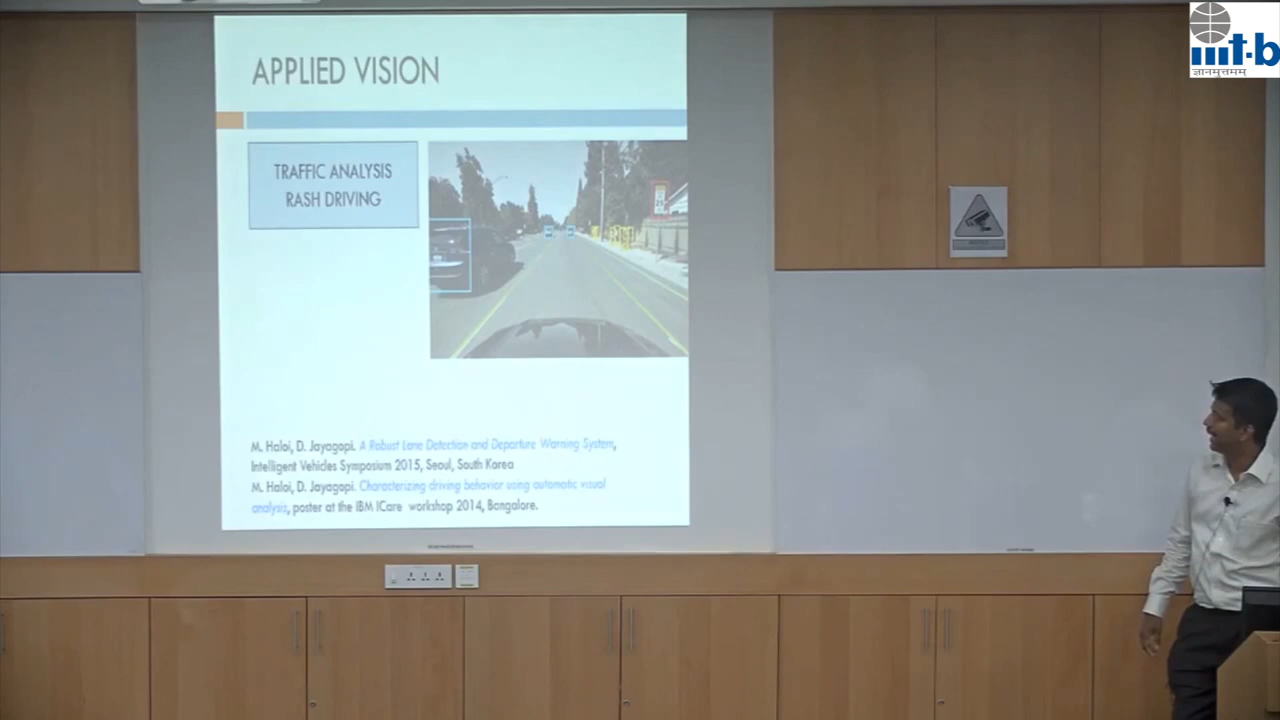 iiit-b
ज्ञानमुत्तमम्
APPLIED VISION
TRAFFIC ANALYSIS
RASH DRIVING
25
M. Haloi, D. Jayagopi. A Robust Lane Detection and Departure Warning System,
Intelligent Vehicles Symposium 2015, Seoul, South Korea
M. Haloi, D. Jayagopi. Characterizing driving behavior using automatic visual
analysis, poster at the IBM ICare workshop 2014, Bangalore.